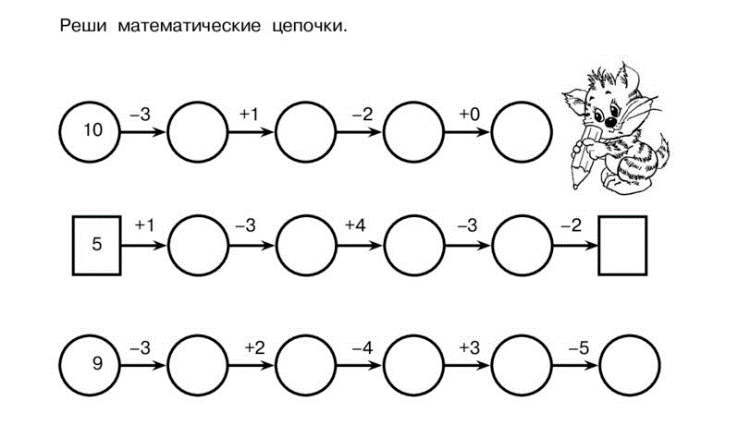 Реши математические цепочки.
–3 +1 –2 +0
10
+1 –3 +4 –3 –2
5
–3 +2 –4 +3 –5
9